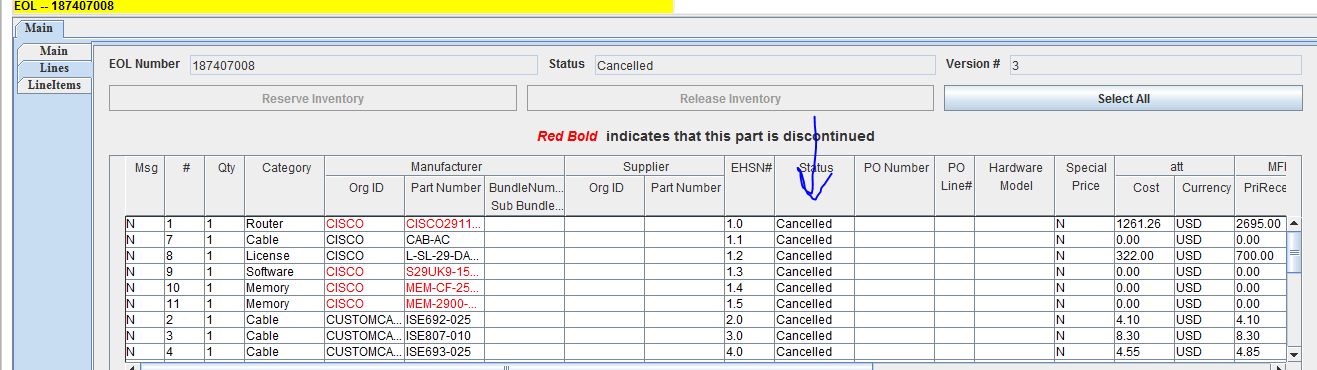 EOL -- 187407008
Main
Main
Lines
LineItems
EOL Number 187407008 Status Cancelled Version # 3
Reserve Inventory Release Inventory Select All
Red Bold indicates that this part is discontinued
Msg # Qty Category Manufacturer Supplier EHSN# Status PO Number PO Line# Hardware Model Special Price att MFI
Org ID Part Number BundleNum... Sub Bundle... Org ID Part Number Cost Currency PriRece
N 1 1 Router CISCO CISCO2911... 1.0 Cancelled N 1261.26 USD 2695.00
N 7 1 Cable CISCO CAB-AC 1.1 Cancelled N 0.00 USD 0.00
N 8 1 License CISCO L-SL-29-DA... 1.2 Cancelled N 322.00 USD 700.00
N 9 1 Software CISCO S29UK9-15... 1.3 Cancelled N 0.00 USD 0.00
N 10 1 Memory CISCO MEM-CF-25... 1.4 Cancelled N 0.00 USD 0.00
N 11 1 Memory CISCO MEM-2900-... 1.5 Cancelled N 0.00 USD 0.00
N 2 1 Cable CUSTOMCA... ISE692-025 2.0 Cancelled N 4.10 USD 4.10
N 3 1 Cable CUSTOMCA... ISE807-010 3.0 Cancelled N 8.30 USD 8.30
N 4 1 Cable CUSTOMCA... ISE693-025 4.0 Cancelled N 4.55 USD 4.85